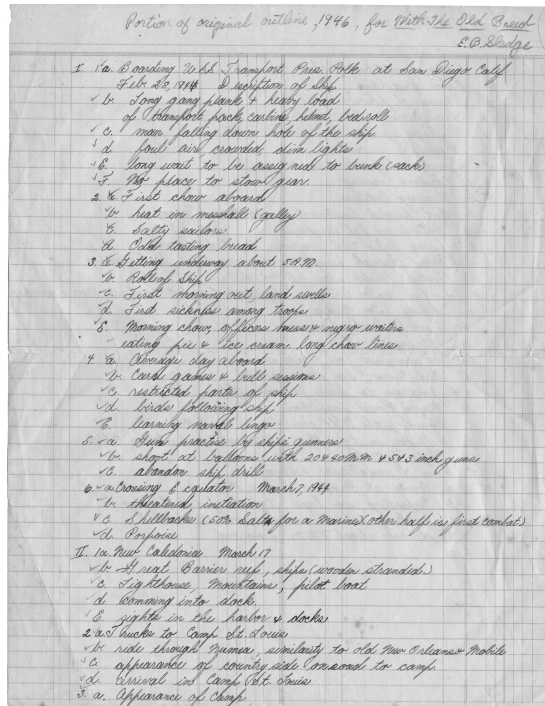 Portion of original outline, 1946, for With The Old Breed
E.B. Sledge
I. 1 a. Boarding U.S.S. Transport Pres. Polk at San Diego Calif
Feb 28, 1944 Discription of Ship
✓ b. Long gang plank & heavy load
of (transport pack, carbine, helmet, bedroll
✓ c. man falling down hole of the ship
✓ d. foul air, crowded dim lights
✓ E. long wait to be assigned to bunk (sack)
✓ F. No place to stow gear.
2. a. First chow aboard
✓ b. heat in messhall (galley)
c. Salty sailors
d. Odd tasting bread
3. a. Getting underway about 5 A.M.
✓ b. Roll of Ship
✓ c. First morning out, land swells
✓ d. First sickness among troops
✓ E. Morning chow, officers mess & negro waiters
eating pie & ice cream. long chow lines
4 a. Average day aboard
✓ b. Card games & bull sessions
✓ c. restricted parts of ship
✓ d. birds following ship
E. learning naval lingo
5. ✓ a Gun practise by ships gunners
✓ b. shoot at balloons with 20 & 40 MM & 5 & 3 inch guns
✓ c. abandon ship drill
6. ✓ a. Crossing Equator March 7, 1944
✓ b. threatened initiation
✓ c Shellbacks (50% Salts for a Marine) (other half is first combat)
✓ d. Porpoise
II. 1a. New Caledonia March 17
✓ b Great Barrier reef, ships (wooden stranded.)
✓ c. Lighthouse, Mountains, pilot boat
✓ d. Comming into dock.
✓ E. sights in the harbor & docks
2 a. Trucks to Camp St. Louis
✓ b ride through Numea, similarity to old New Orleans & Mobile
✓ c appearance of country side on road to camp.
✓ d. Arrival in Camp (St. Louis
3. a. Appearance of Camp